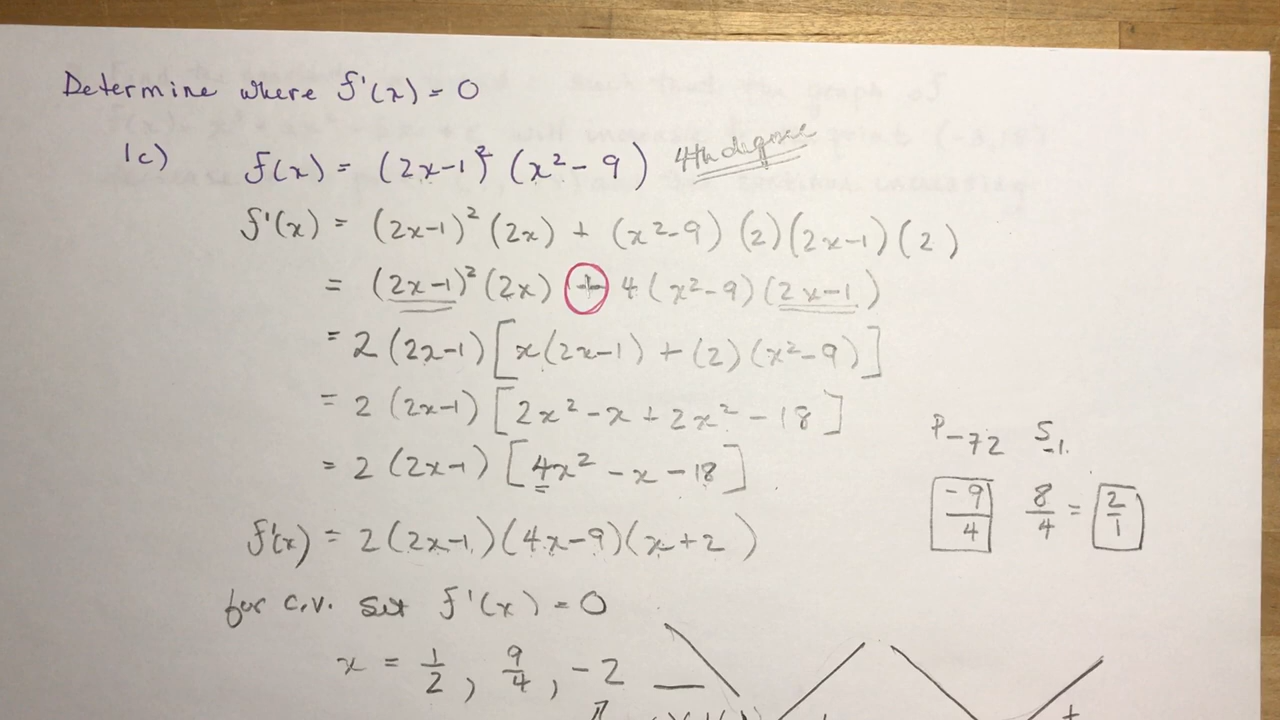 Determine where f'(x) = 0
1c) f(x) = (2x-1)² (x² - 9) 4th degree
f'(x) = (2x-1)² (2x) + (x²-9) (2)(2x-1)(2)
= (2x-1)² (2x) + 4 (x²-9)(2x-1)
= 2 (2x-1) [x(2x-1) + (2)(x²-9)]
= 2 (2x-1) [2x² - x + 2x² - 18]
P -72 S -1.
= 2 (2x-1) [4x² - x - 18]
-9/4 8/4 = 2/1
f'(x) = 2(2x-1)(4x-9)(x+2)
for c.v. set f'(x) = 0
x = 1/2, 9/4, -2
+